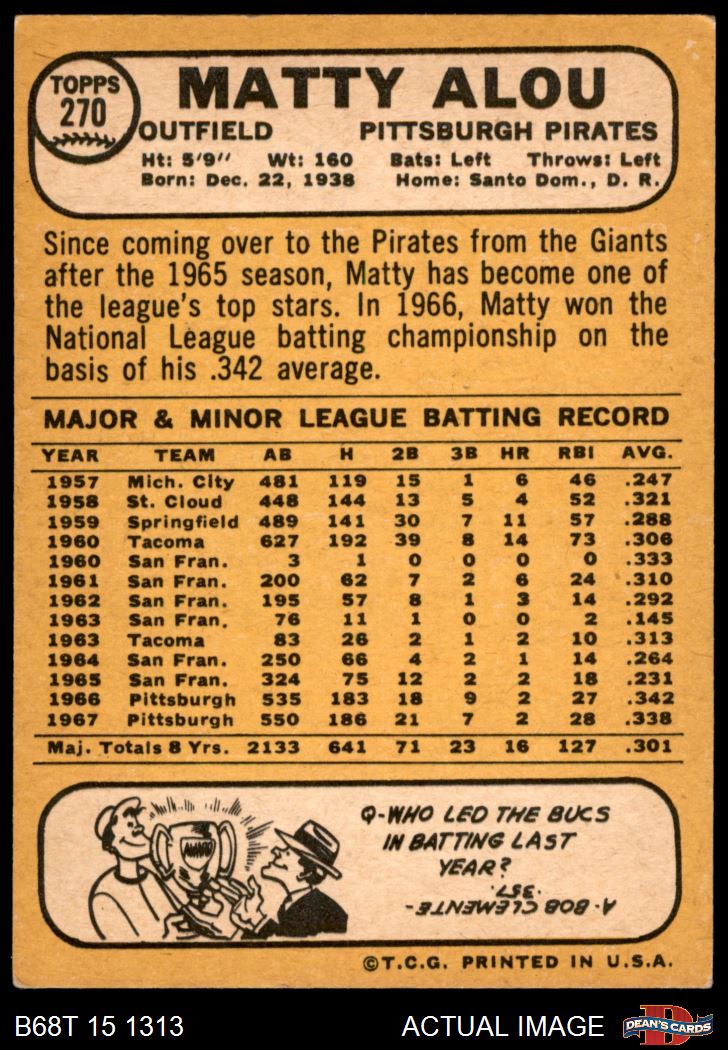 TOPPS
270
MATTY ALOU
OUTFIELD PITTSBURGH PIRATES
Ht: 5'9" Wt: 160 Bats: Left Throws: Left
Born: Dec. 22, 1938 Home: Santo Dom., D. R.
Since coming over to the Pirates from the Giants
after the 1965 season, Matty has become one of
the league's top stars. In 1966, Matty won the
National League batting championship on the
basis of his .342 average.
MAJOR & MINOR LEAGUE BATTING RECORD
YEAR TEAM AB H 2B 3B HR RBI AVG.
1957 Mich. City 481 119 15 1 6 46 .247
1958 St. Cloud 448 144 13 5 4 52 .321
1959 Springfield 489 141 30 7 11 57 .288
1960 Tacoma 627 192 39 8 14 73 .306
1960 San Fran. 3 1 0 0 0 0 .333
1961 San Fran. 200 62 7 2 6 24 .310
1962 San Fran. 195 57 8 1 3 14 .292
1963 San Fran. 76 11 1 0 0 2 .145
1963 Tacoma 83 26 2 1 2 10 .313
1964 San Fran. 250 66 4 2 1 14 .264
1965 San Fran. 324 75 12 2 2 18 .231
1966 Pittsburgh 535 183 18 9 2 27 .342
1967 Pittsburgh 550 186 21 7 2 28 .338
Maj. Totals 8 Yrs. 2133 641 71 23 16 127 .301
Q-WHO LED THE BUCS
IN BATTING LAST
YEAR?
A-BOB CLEMENTE-
.357.
©T.C.G. PRINTED IN U.S.A.
B68T 15 1313 ACTUAL IMAGE
D
DEAN'S CARDS